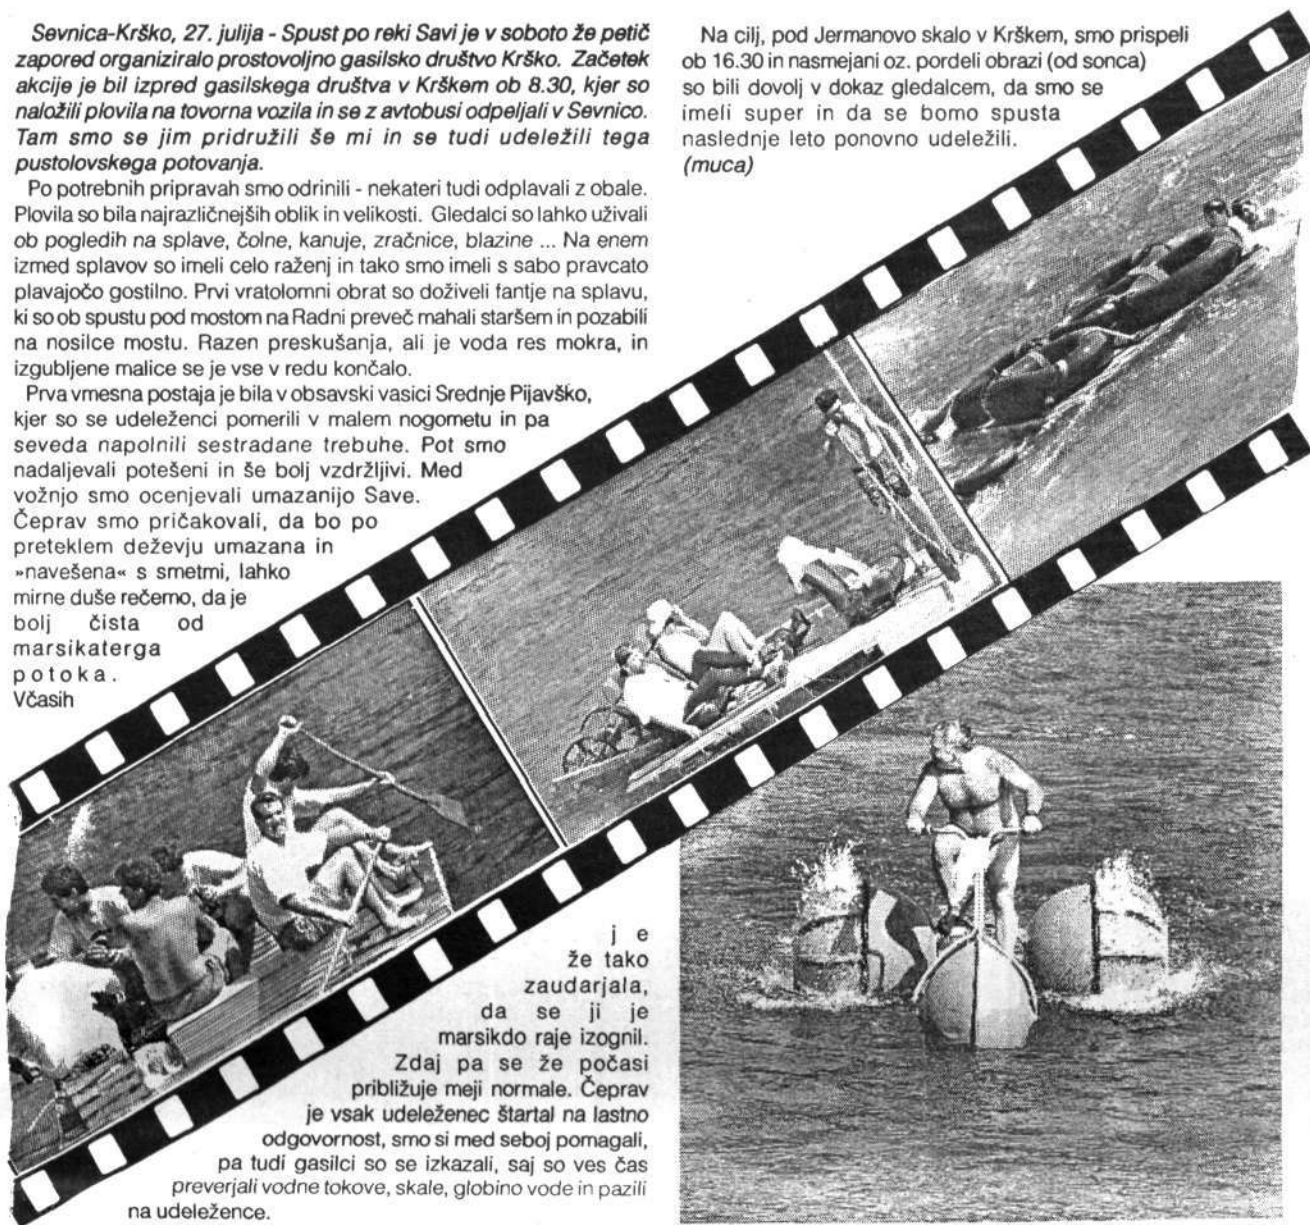 Sevnica-Krško, 27. julija - Spust po reki Savi je v soboto že petič
zapored organiziralo prostovoljno gasilsko društvo Krško. Začetek
akcije je bil izpred gasilskega društva v Krškem ob 8.30, kjer so
naložili plovila na tovorna vozila in se z avtobusi odpeljali v Sevnico.
Tam smo se jim pridružili še mi in se tudi udeležili tega
pustolovskega potovanja.
Po potrebnih pripravah smo odrinili - nekateri tudi odplavali z obale.
Plovila so bila najrazličnejših oblik in velikosti. Gledalci so lahko uživali
ob pogledih na splave, čolne, kanuje, zračnice, blazine ... Na enem
izmed splavov so imeli celo raženj in tako smo imeli s sabo pravcato
plavajočo gostilno. Prvi vratolomni obrat so doživeli fantje na splavu,
ki so ob spustu pod mostom na Radni preveč mahali staršem in pozabili
na nosilce mostu. Razen preskušanja, ali je voda res mokra, in
izgubljene malice se je vse v redu končalo.
Prva vmesna postaja je bila v obsavski vasici Srednje Pijavško,
kjer so se udeleženci pomerili v malem nogometu in pa
seveda napolnili sestradane trebuhe. Pot smo
nadaljevali potešeni in še bolj vzdržljivi. Med
vožnjo smo ocenjevali umazanijo Save.
Čeprav smo pričakovali, da bo po
preteklem deževju umazana in
»navešena« s smetmi, lahko
mirne duše rečemo, da je
bolj čista od
marsikaterga
potoka.
Včasih
je
že tako
zaudarjala,
da se ji je
marsikdo raje izognil.
Zdaj pa se že počasi
približuje meji normale. Čeprav
je vsak udeleženec štartal na lastno
odgovornost, smo si med seboj pomagali,
pa tudi gasilci so se izkazali, saj so ves čas
preverjali vodne tokove, skale, globino vode in pazili
na udeležence.
Na cilj, pod Jermanovo skalo v Krškem, smo prispeli
ob 16.30 in nasmejani oz. pordeli obrazi (od sonca)
so bili dovolj v dokaz gledalcem, da smo se
imeli super in da se bomo spusta
naslednje leto ponovno udeležili.
(muca)